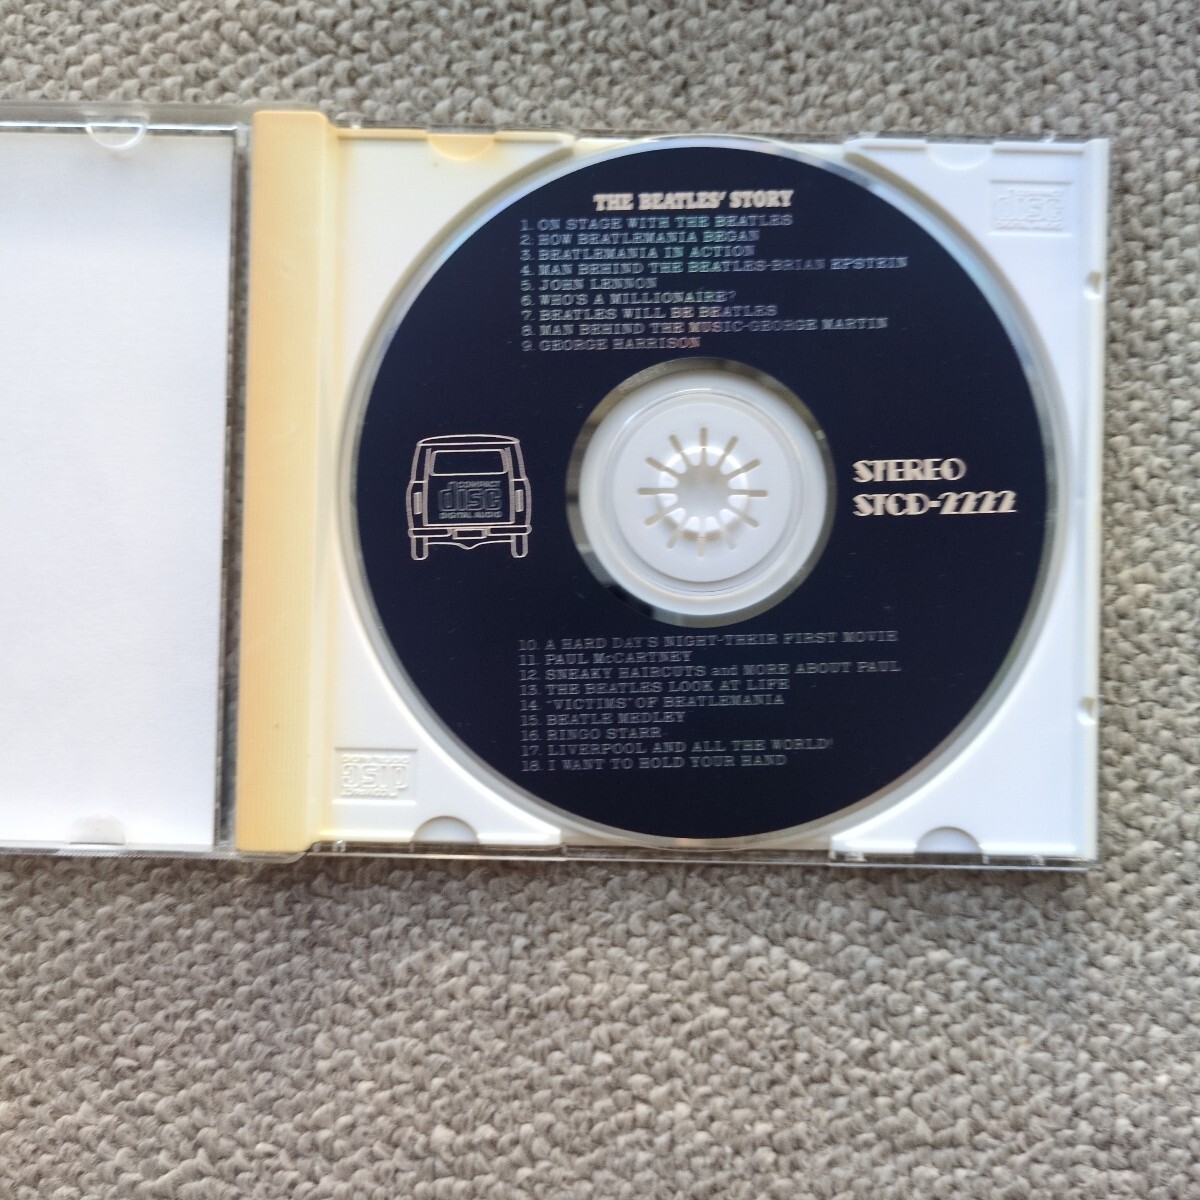 THE BEATLES' STORY
1. ON STAGE WITH THE BEATLES
2. HOW BEATLEMANIA BEGAN
3. BEATLEMANIA IN ACTION
4. MAN BEHIND THE BEATLES-BRIAN EPSTEIN
5. JOHN LENNON
6. WHO'S A MILLIONAIRE?
7. BEATLES WILL BE BEATLES
8. MAN BEHIND THE MUSIC-GEORGE MARTIN
9. GEORGE HARRISON
COMPACT
disc
DIGITAL AUDIO
STEREO
STCD-2222
10. A HARD DAY'S NIGHT-THEIR FIRST MOVIE
11. PAUL McCARTNEY
12. SNEAKY HAIRCUTS and MORE ABOUT PAUL
13. THE BEATLES LOOK AT LIFE
14. "VICTIMS" OF BEATLEMANIA
15. BEATLE MEDLEY
16. RINGO STARR
17. LIVERPOOL AND ALL THE WORLD!
18. I WANT TO HOLD YOUR HAND
disc